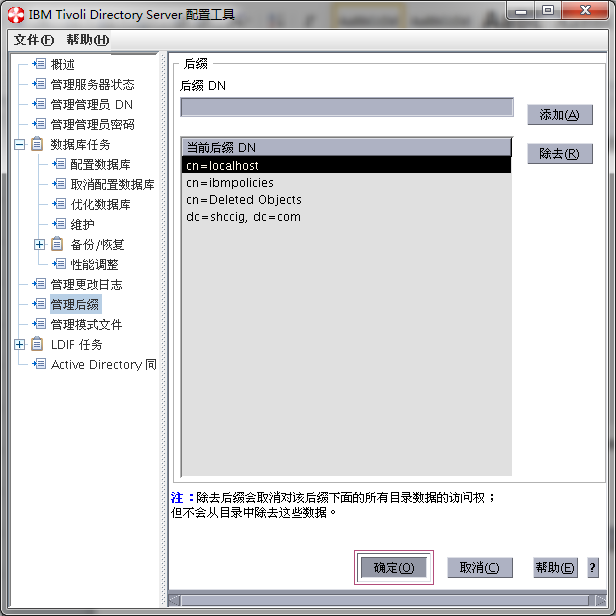 IBM Tivoli Directory Server 配置工具
文件(F) 帮助(H)
概述
管理服务器状态
管理管理员 DN
管理管理员密码
数据库任务
配置数据库
取消配置数据库
优化数据库
维护
备份/恢复
性能调整
管理更改日志
管理后缀
管理模式文件
LDIF 任务
Active Directory 同
后缀
后缀 DN
添加(A)
除去(R)
当前后缀 DN
cn=localhost
cn=ibmpolicies
cn=Deleted Objects
dc=shccig, dc=com
注：除去后缀会取消对该后缀下面的所有目录数据的访问权；
但不会从目录中除去这些数据。
确定(O) 取消(C) 帮助(E) ?